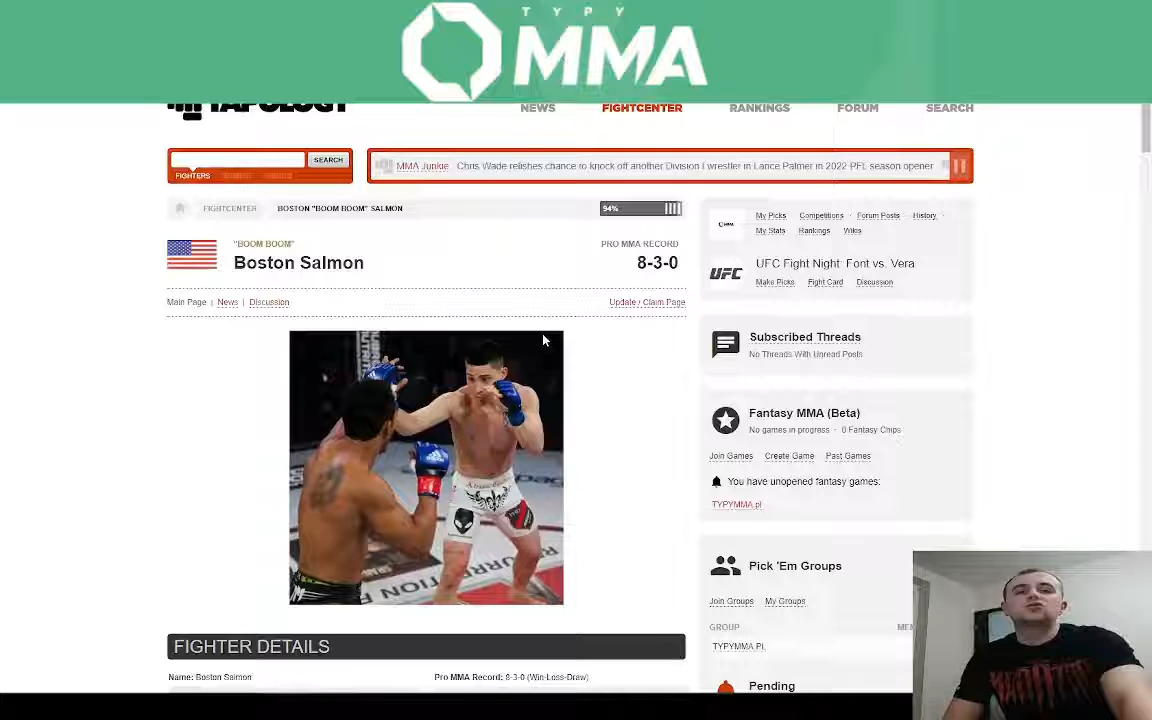 TYPY
MMA
TAPOLOGY
NEWS FIGHTCENTER RANKINGS FORUM SEARCH
SEARCH
FIGHTERS
MMA Junkie Chris Wade relishes chance to knock off another Division I wrestler in Lance Palmer in 2022 PFL season opener
FIGHTCENTER BOSTON "BOOM BOOM" SALMON 94%
"BOOM BOOM" PRO MMA RECORD
Boston Salmon 8-3-0
Main Page | News | Discussion Update / Claim Page
FIGHTER DETAILS
Name: Boston Salmon Pro MMA Record: 8-3-0 (Win-Loss-Draw)
My Picks Competitions Forum Posts History
My Stats Rankings Wikis
UFC
UFC Fight Night: Font vs. Vera
Make Picks Fight Card Discussion
Subscribed Threads
No Threads With Unread Posts
Fantasy MMA (Beta)
No games in progress · 0 Fantasy Chips
Join Games Create Game Past Games
You have unopened fantasy games:
TYPYMMA.pl
Pick 'Em Groups
Join Groups My Groups
GROUP
TYPYMMA.PL
Pending